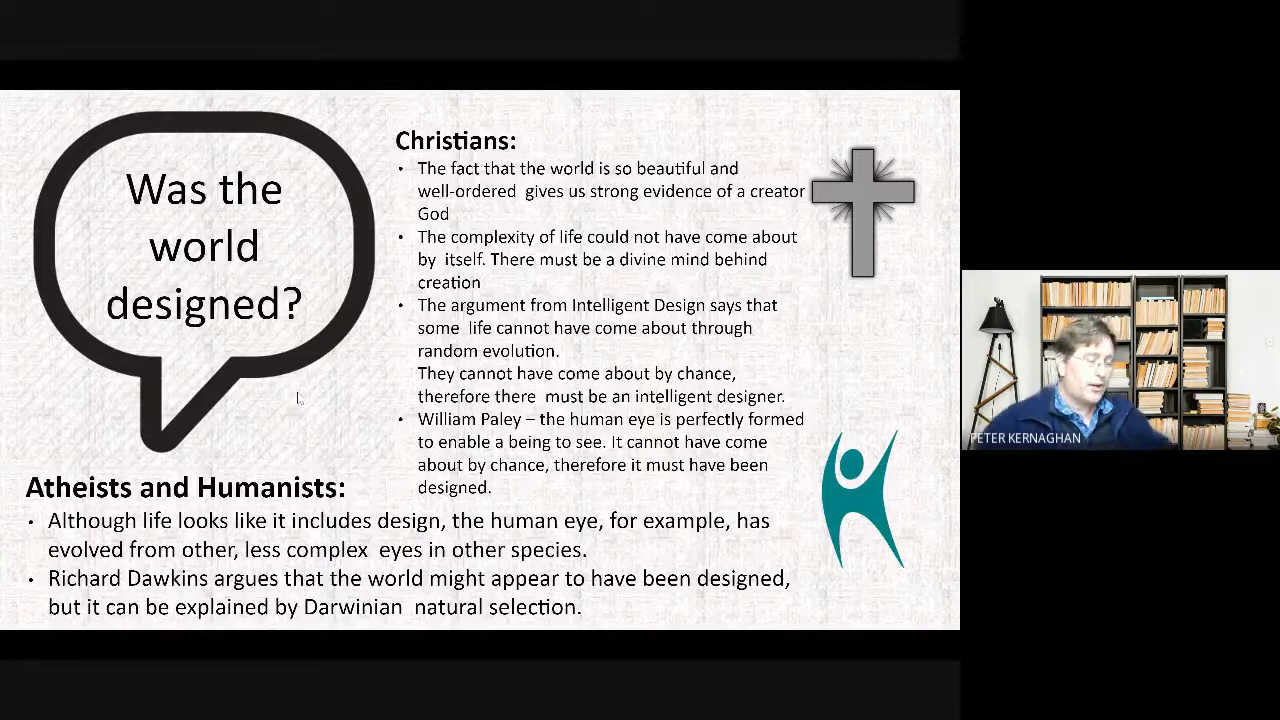 Was the
world
designed?
Christians:
• The fact that the world is so beautiful and
well-ordered gives us strong evidence of a creator
God
• The complexity of life could not have come about
by itself. There must be a divine mind behind
creation
• The argument from Intelligent Design says that
some life cannot have come about through
random evolution.
They cannot have come about by chance,
therefore there must be an intelligent designer.
• William Paley – the human eye is perfectly formed
to enable a being to see. It cannot have come
about by chance, therefore it must have been
designed.
Atheists and Humanists:
• Although life looks like it includes design, the human eye, for example, has
evolved from other, less complex eyes in other species.
• Richard Dawkins argues that the world might appear to have been designed,
but it can be explained by Darwinian natural selection.
PETER KERNAGHAN